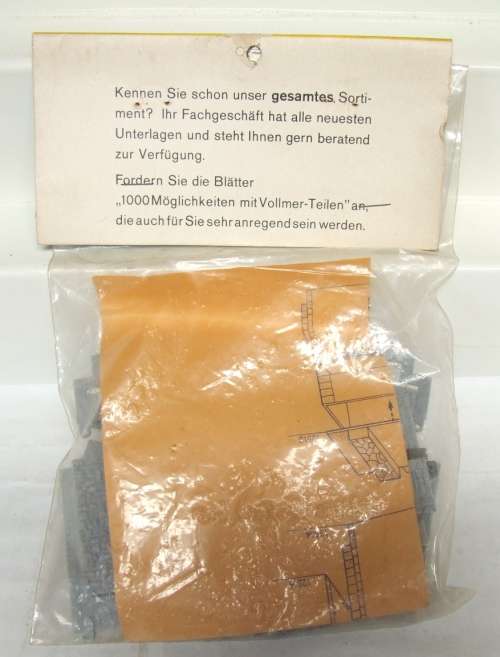 Kennen Sie schon unser gesamtes Sorti-
ment? Ihr Fachgeschäft hat alle neuesten
Unterlagen und steht Ihnen gern beratend
zur Verfügung.
Fordern Sie die Blätter
„1000 Möglichkeiten mit Vollmer-Teilen" an,
die auch für Sie sehr anregend sein werden.